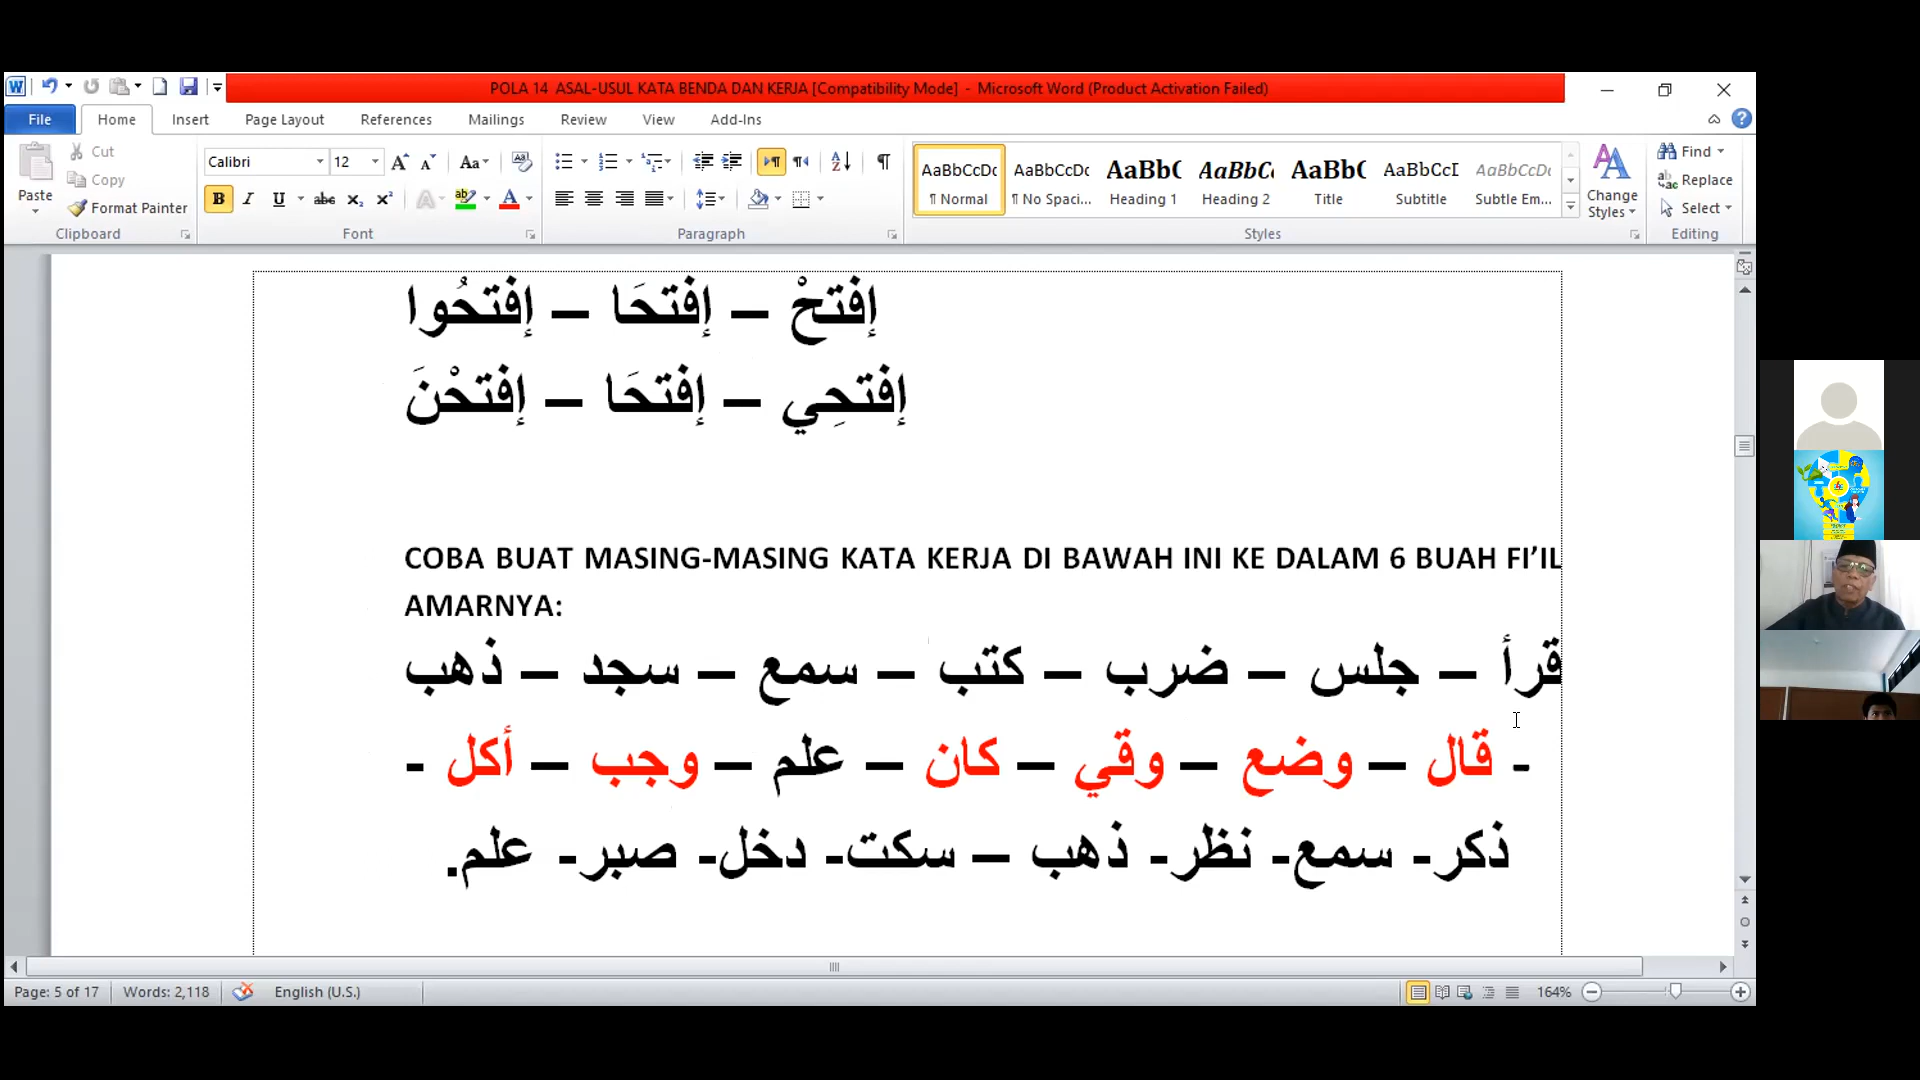 POLA 14 ASAL-USUL KATA BENDA DAN KERJA [Compatibility Mode] - Microsoft Word (Product Activation Failed)
File Home Insert Page Layout References Mailings Review View Add-Ins
Paste Cut Copy Format Painter Clipboard
Calibri 12 Font
Paragraph
AaBbCcDc ¶ Normal AaBbCcDc ¶ No Spaci... AaBbC Heading 1 AaBbCc Heading 2 AaBbC Title AaBbCcI Subtitle AaBbCcDc Subtle Em... Styles
Change Styles
Find Replace Select Editing
إفتحْ – إفتحَا – إفتحُوا
إفتحِي – إفتحَا – إفتحْنَ
COBA BUAT MASING-MASING KATA KERJA DI BAWAH INI KE DALAM 6 BUAH FI’IL
AMARNYA:
قرأ – جلس – ضرب – كتب – سمع – سجد – ذهب
- قال – وضع – وقي – كان – علم – وجب – أكل -
ذكر- سمع- نظر- ذهب – سكت- دخل- صبر- علم.
Page: 5 of 17 Words: 2,118 English (U.S.) 164%